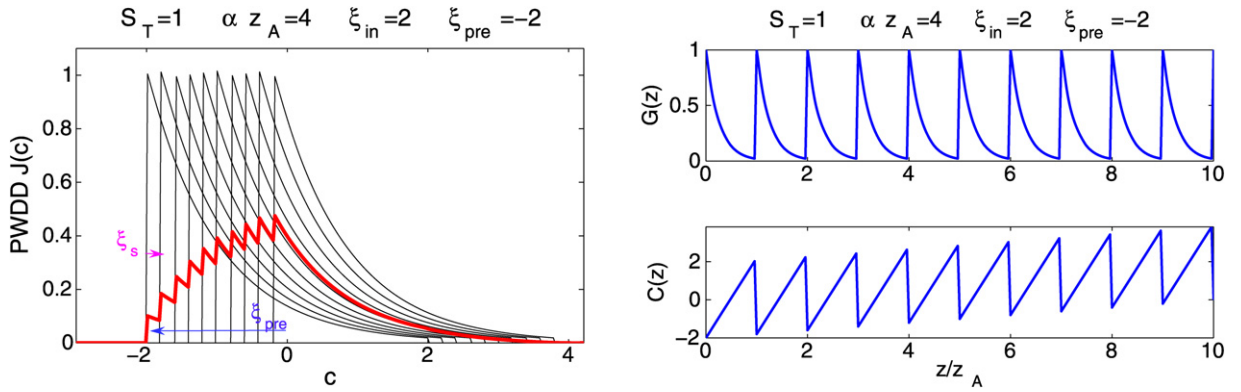 S_T=1 α z_A=4 ξ_in=2 ξ_pre=-2
PWDD J(c)
1
0.8
0.6
0.4
0.2
0
ξ_s
ξ_pre
-2 0 2 4
c
S_T=1 α z_A=4 ξ_in=2 ξ_pre=-2
G(z)
1
0.5
0
0 2 4 6 8 10
C(z)
2
0
-2
0 2 4 6 8 10
z/z_A